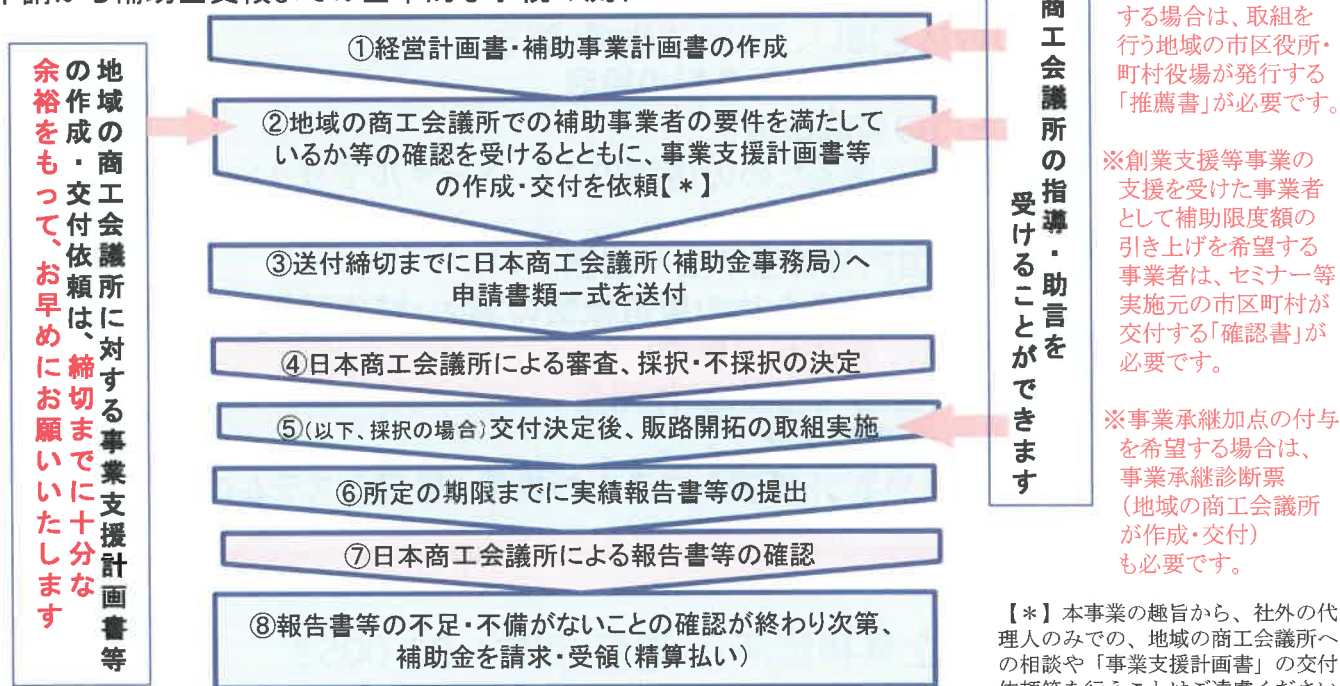 ①経営計画書・補助事業計画書の作成
②地域の商工会議所での補助事業者の要件を満たして
いるか等の確認を受けるとともに、事業支援計画書等
の作成・交付を依頼【＊】
③送付締切までに日本商工会議所（補助金事務局）へ
申請書類一式を送付
④日本商工会議所による審査、採択・不採択の決定
⑤（以下、採択の場合）交付決定後、販路開拓の取組実施
⑥所定の期限までに実績報告書等の提出
⑦日本商工会議所による報告書等の確認
⑧報告書等の不足・不備がないことの確認が終わり次第、
補助金を請求・受領（精算払い）
地域の商工会議所に対する事業支援計画書等
の作成・交付依頼は、締切までに十分な
余裕をもって、お早めにお願いいたします
商工会議所の指導・助言を
受けることができます
する場合は、取組を
行う地域の市区役所・
町村役場が発行する
「推薦書」が必要です。
※創業支援等事業の
支援を受けた事業者
として補助限度額の
引き上げを希望する
事業者は、セミナー等
実施元の市区町村が
交付する「確認書」が
必要です。
※事業承継加点の付与
を希望する場合は、
事業承継診断票
（地域の商工会議所
が作成・交付）
も必要です。
【＊】本事業の趣旨から、社外の代
理人のみでの、地域の商工会議所へ
の相談や「事業支援計画書」の交付